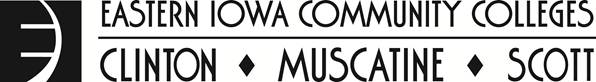 EASTERN IOWA COMMUNITY COLLEGES
CLINTON ♦ MUSCATINE ♦ SCOTT